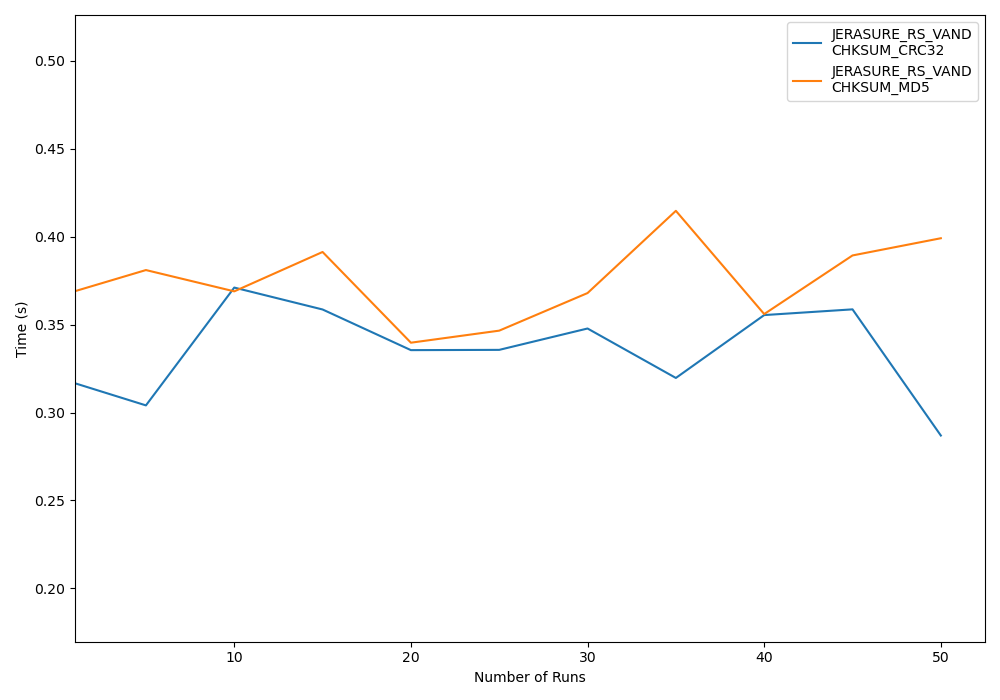 JERASURE_RS_VAND
CHKSUM_CRC32
JERASURE_RS_VAND
CHKSUM_MD5
Time (s)
0.50
0.45
0.40
0.35
0.30
0.25
0.20
10 20 30 40 50
Number of Runs